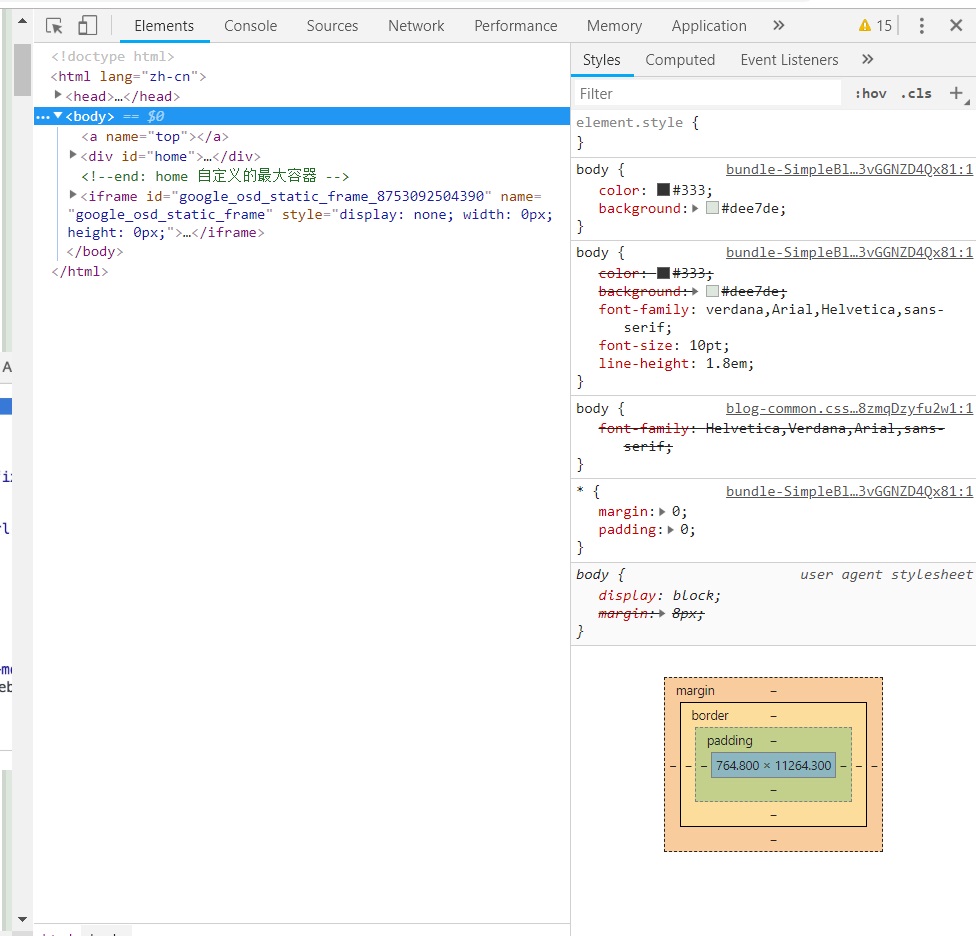 Elements Console Sources Network Performance Memory Application » 15
<!doctype html>
<html lang="zh-cn">
<head>…</head>
<body> == $0
<a name="top"></a>
<div id="home">…</div>
<!--end: home 自定义的最大容器 -->
<iframe id="google_osd_static_frame_8753092504390" name=
"google_osd_static_frame" style="display: none; width: 0px;
height: 0px;">…</iframe>
</body>
</html>
Styles Computed Event Listeners »
Filter :hov .cls +
element.style {
}
body { bundle-SimpleBl…3vGGNZD4Qx81:1
color: #333;
background: #dee7de;
}
body { bundle-SimpleBl…3vGGNZD4Qx81:1
color: #333;
background: #dee7de;
font-family: verdana,Arial,Helvetica,sans-
serif;
font-size: 10pt;
line-height: 1.8em;
}
body { blog-common.css…8zmqDzyfu2w1:1
font-family: Helvetica,Verdana,Arial,sans-
serif;
}
* { bundle-SimpleBl…3vGGNZD4Qx81:1
margin: 0;
padding: 0;
}
body { user agent stylesheet
display: block;
margin: 8px;
}
margin –
border –
padding –
– – – 764.800 × 11264.300 – – –
–
–
–